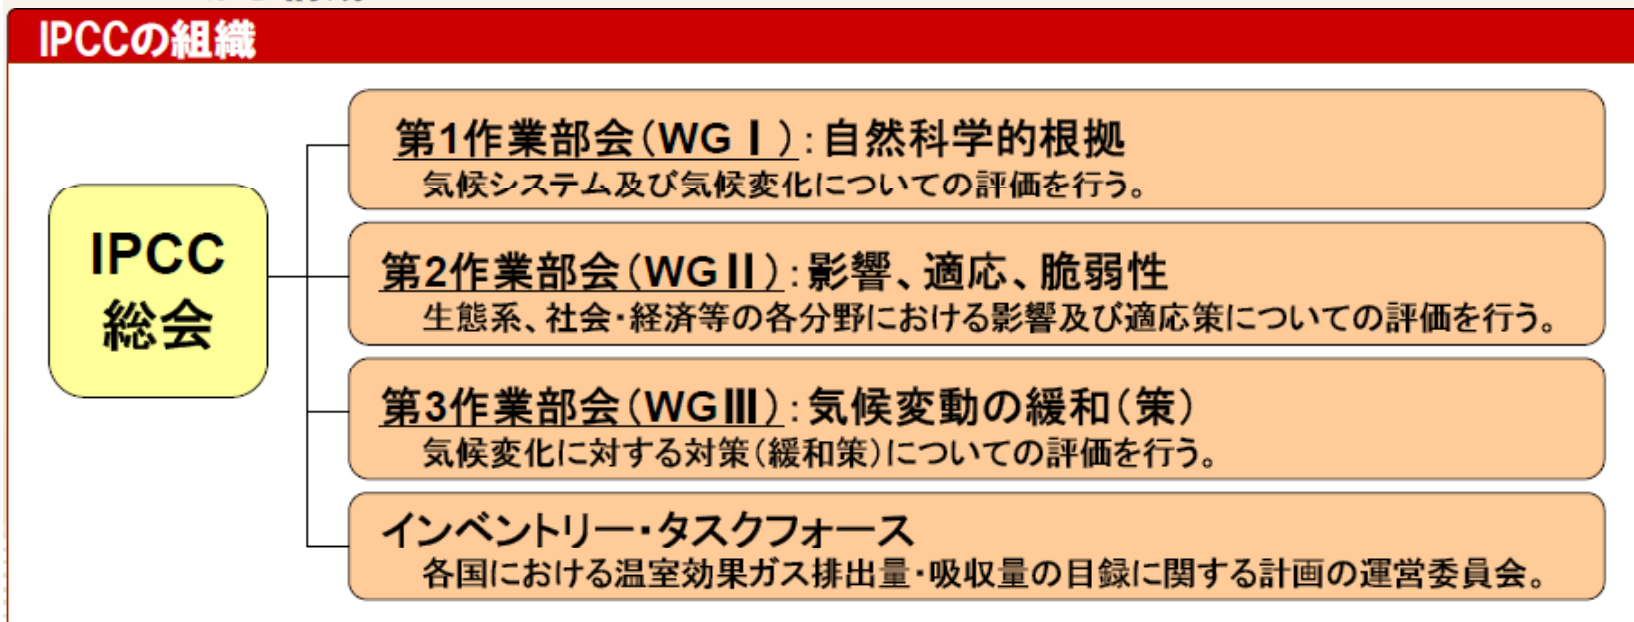 IPCCの組織
IPCC
総会
第1作業部会(WGⅠ):自然科学的根拠
気候システム及び気候変化についての評価を行う。
第2作業部会(WGⅡ):影響、適応、脆弱性
生態系、社会・経済等の各分野における影響及び適応策についての評価を行う。
第3作業部会(WGⅢ):気候変動の緩和(策)
気候変化に対する対策(緩和策)についての評価を行う。
インベントリー・タスクフォース
各国における温室効果ガス排出量・吸収量の目録に関する計画の運営委員会。